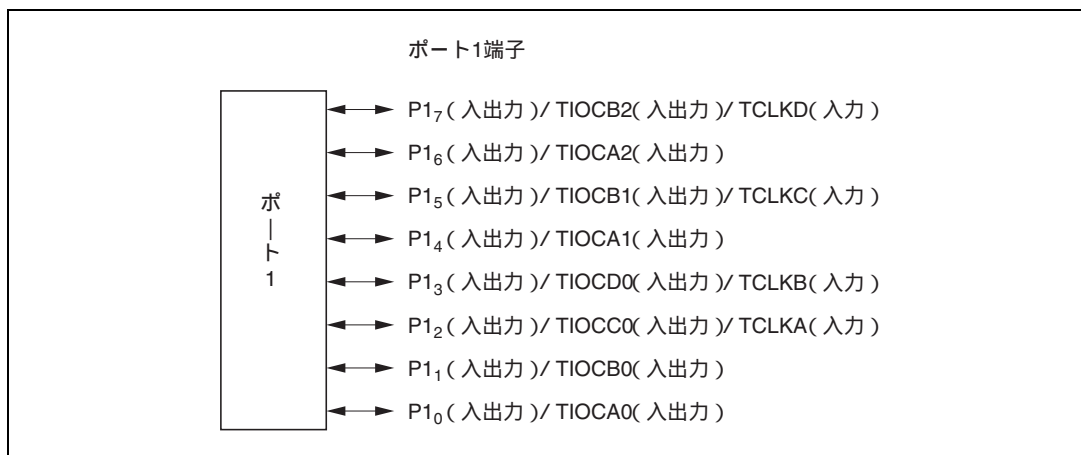 ポート1端子
P1₇(入出力)/ TIOCB2(入出力)/ TCLKD(入力)
P1₆(入出力)/ TIOCA2(入出力)
P1₅(入出力)/ TIOCB1(入出力)/ TCLKC(入力)
P1₄(入出力)/ TIOCA1(入出力)
P1₃(入出力)/ TIOCD0(入出力)/ TCLKB(入力)
P1₂(入出力)/ TIOCC0(入出力)/ TCLKA(入力)
P1₁(入出力)/ TIOCB0(入出力)
P1₀(入出力)/ TIOCA0(入出力)
ポート1